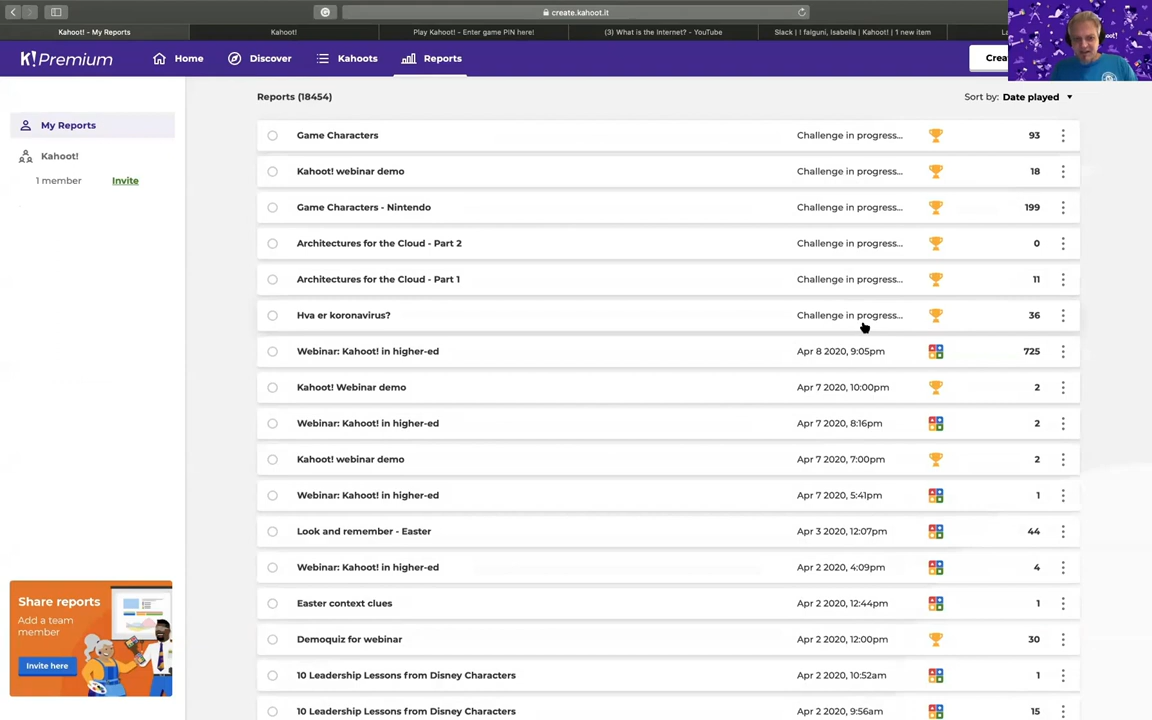 create.kahoot.it
Kahoot! - My Reports
Kahoot!
Play Kahoot! - Enter game PIN here!
(3) What is the Internet? - YouTube
Slack | ! falguni, Isabella | Kahoot! | 1 new item
K!Premium
Home
Discover
Kahoots
Reports
My Reports
Kahoot!
1 member Invite
Reports (18454)
Sort by: Date played
Game Characters Challenge in progress... 93
Kahoot! webinar demo Challenge in progress... 18
Game Characters - Nintendo Challenge in progress... 199
Architectures for the Cloud - Part 2 Challenge in progress... 0
Architectures for the Cloud - Part 1 Challenge in progress... 11
Hva er koronavirus? Challenge in progress... 36
Webinar: Kahoot! in higher-ed Apr 8 2020, 9:05pm 725
Kahoot! Webinar demo Apr 7 2020, 10:00pm 2
Webinar: Kahoot! in higher-ed Apr 7 2020, 8:16pm 2
Kahoot! webinar demo Apr 7 2020, 7:00pm 2
Webinar: Kahoot! in higher-ed Apr 7 2020, 5:41pm 1
Look and remember - Easter Apr 3 2020, 12:07pm 44
Webinar: Kahoot! in higher-ed Apr 2 2020, 4:09pm 4
Easter context clues Apr 2 2020, 12:44pm 1
Demoquiz for webinar Apr 2 2020, 12:00pm 30
10 Leadership Lessons from Disney Characters Apr 2 2020, 10:52am 1
10 Leadership Lessons from Disney Characters Apr 2 2020, 9:56am 15
Share reports
Add a team
member
Invite here